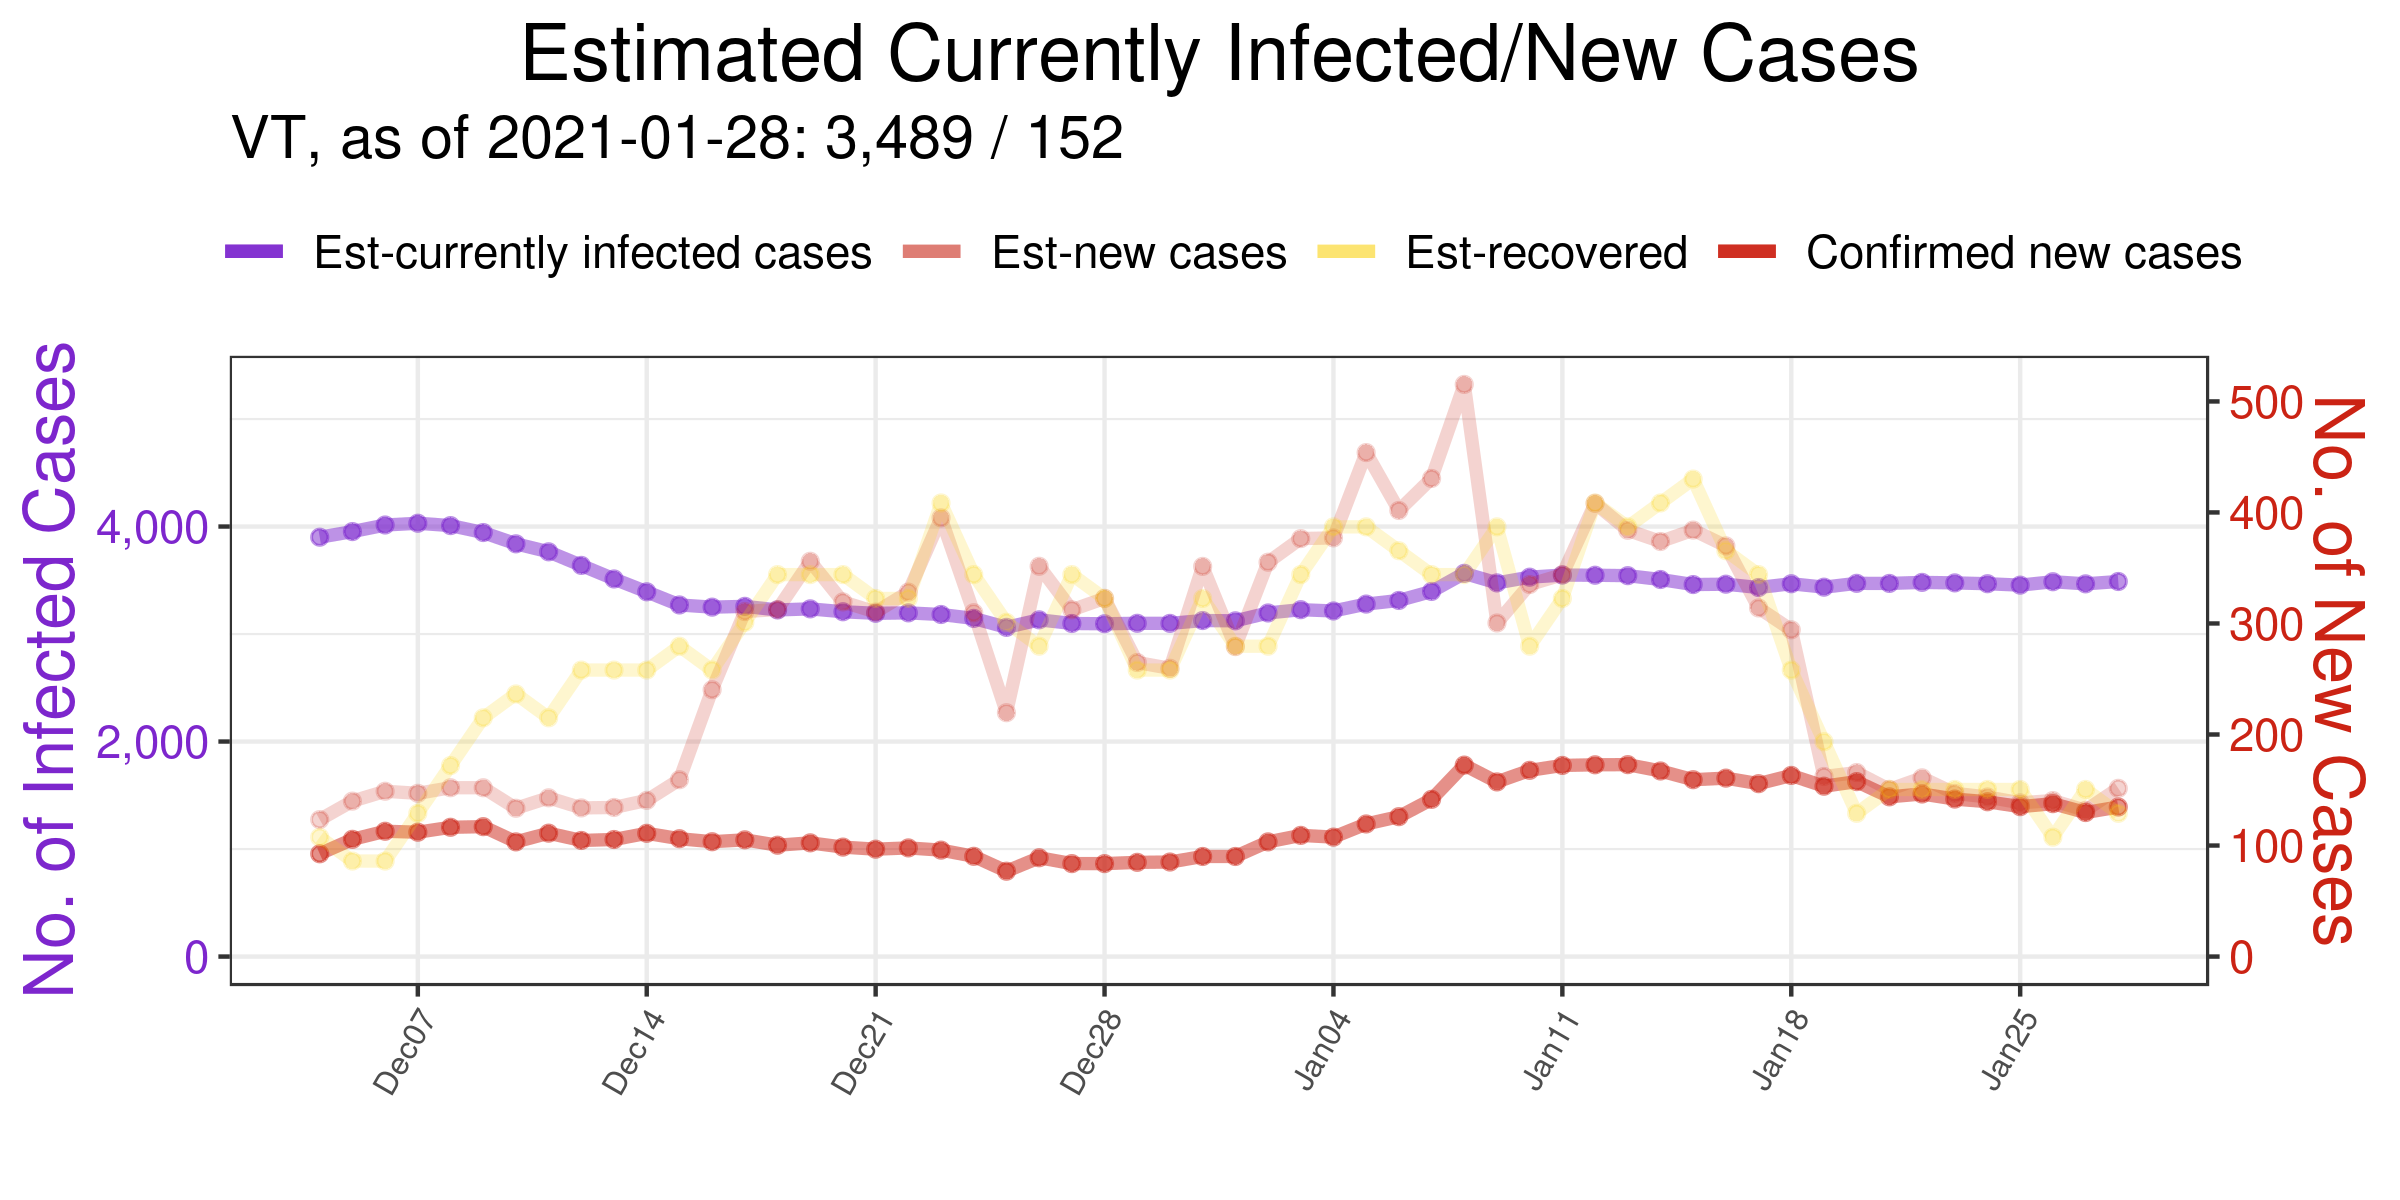 Estimated Currently Infected/New Cases
VT, as of 2021-01-28: 3,489 / 152
Est-currently infected cases
Est-new cases
Est-recovered
Confirmed new cases
No. of Infected Cases
4,000
2,000
0
500
400
300
200
100
0
No. of New Cases
Dec07
Dec14
Dec21
Dec28
Jan04
Jan11
Jan18
Jan25